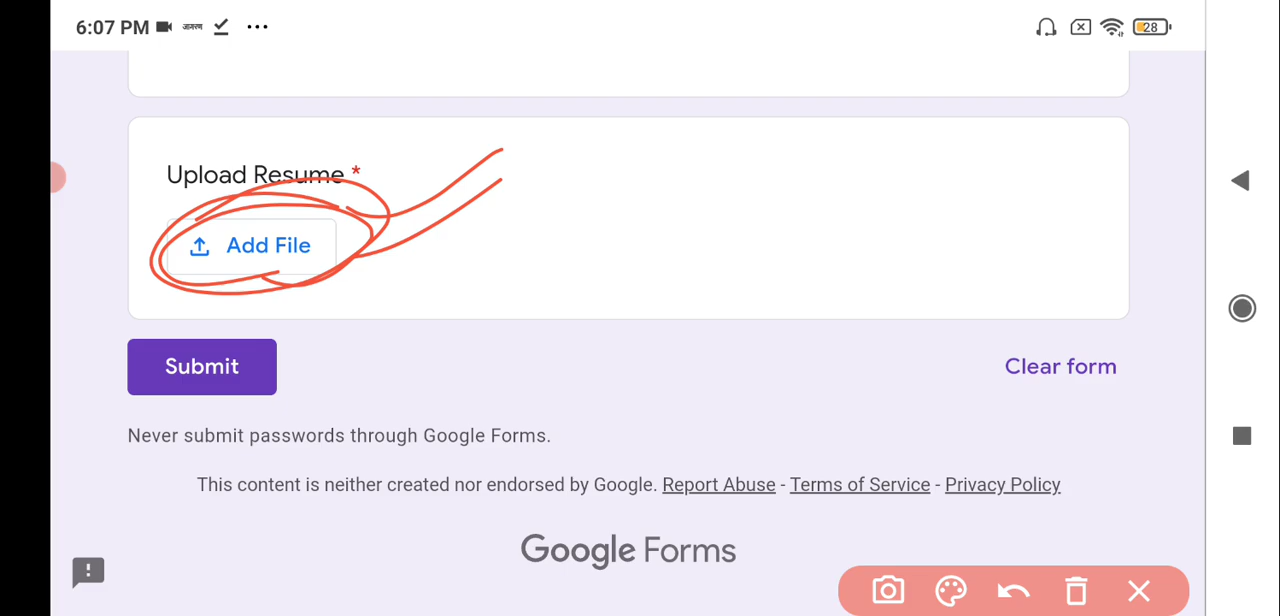 6:07 PM
28
Upload Resume *
Add File
Submit
Clear form
Never submit passwords through Google Forms.
This content is neither created nor endorsed by Google. Report Abuse - Terms of Service - Privacy Policy
Google Forms